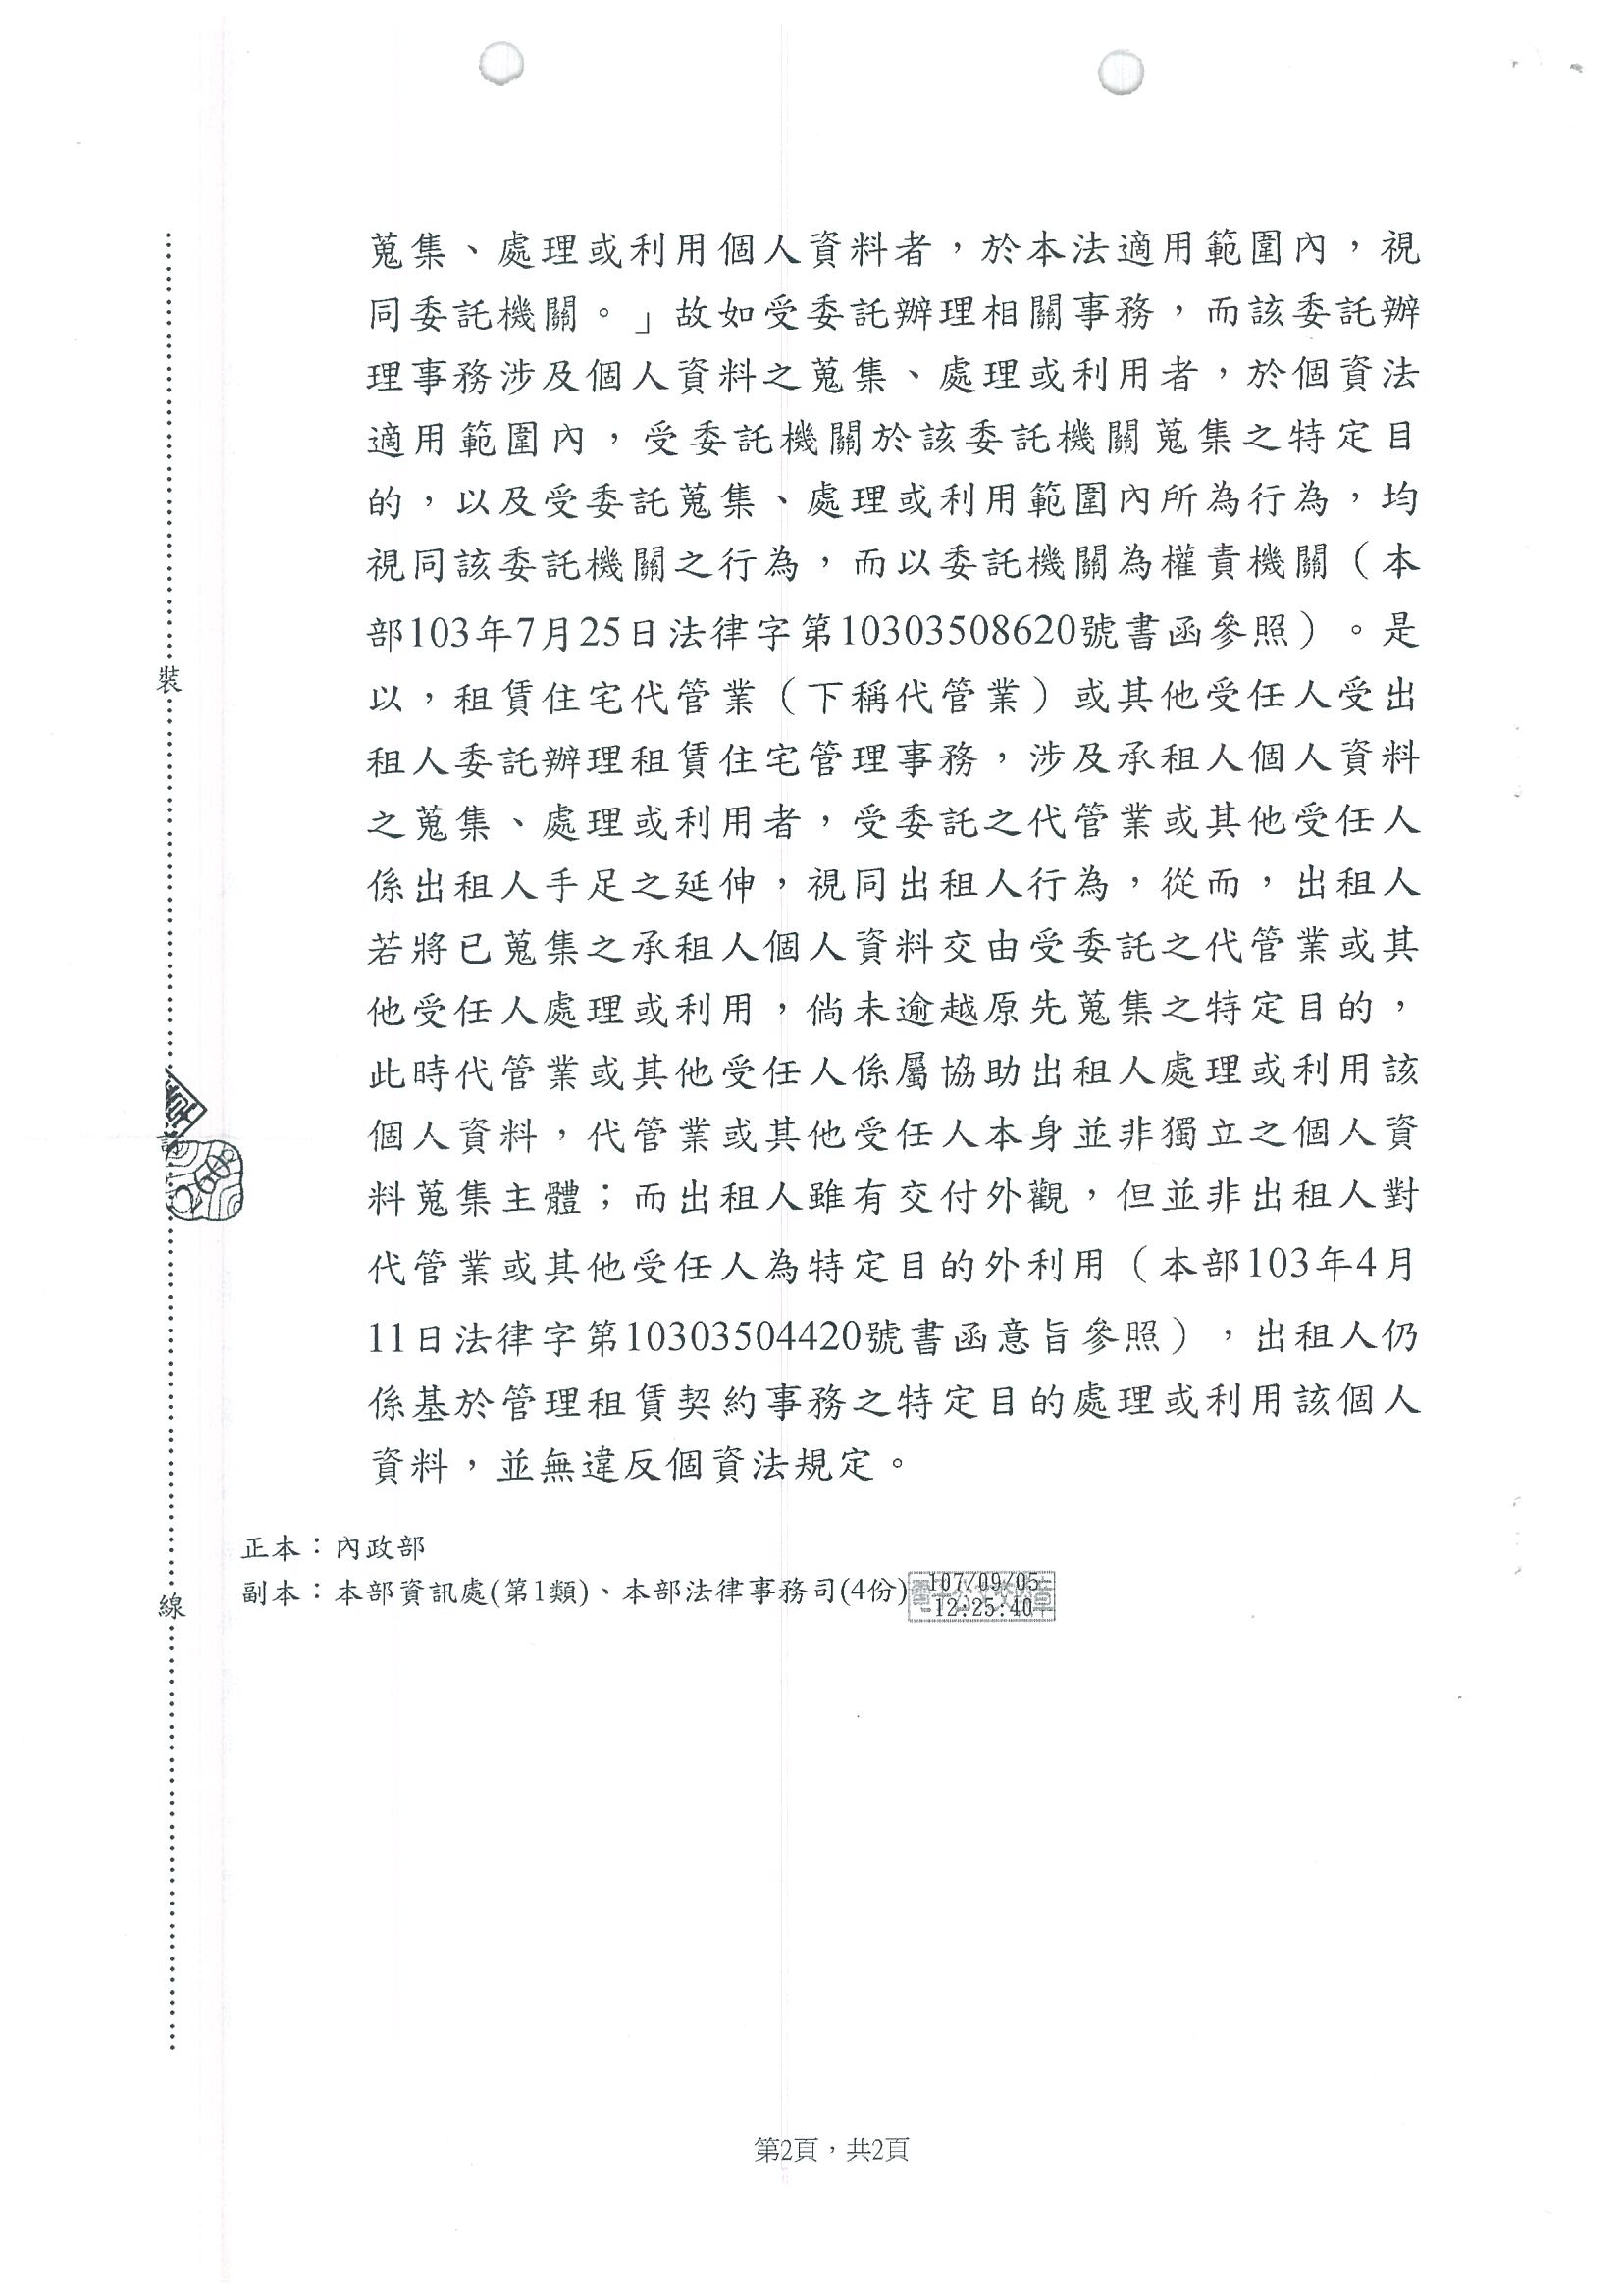 蒐集、處理或利用個人資料者，於本法適用範圍內，視
同委託機關。」故如受委託辦理相關事務，而該委託辦
理事務涉及個人資料之蒐集、處理或利用者，於個資法
適用範圍內，受委託機關於該委託機關蒐集之特定目
的，以及受委託蒐集、處理或利用範圍內所為行為，均
視同該委託機關之行為，而以委託機關為權責機關（本
部103年7月25日法律字第10303508620號書函參照）。是
以，租賃住宅代管業（下稱代管業）或其他受任人受出
租人委託辦理租賃住宅管理事務，涉及承租人個人資料
之蒐集、處理或利用者，受委託之代管業或其他受任人
係出租人手足之延伸，視同出租人行為，從而，出租人
若將已蒐集之承租人個人資料交由受委託之代管業或其
他受任人處理或利用，倘未逾越原先蒐集之特定目的，
此時代管業或其他受任人係屬協助出租人處理或利用該
個人資料，代管業或其他受任人本身並非獨立之個人資
料蒐集主體；而出租人雖有交付外觀，但並非出租人對
代管業或其他受任人為特定目的外利用（本部103年4月
11日法律字第10303504420號書函意旨參照），出租人仍
係基於管理租賃契約事務之特定目的處理或利用該個人
資料，並無違反個資法規定。
正本：內政部
副本：本部資訊處(第1類)、本部法律事務司(4份)
107/09/05
12:25:40
裝
線
第2頁，共2頁